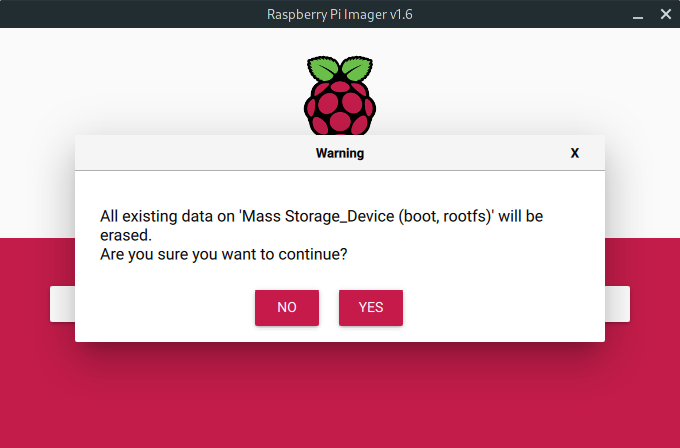 Raspberry Pi Imager v1.6
Warning
X
All existing data on 'Mass Storage_Device (boot, rootfs)' will be
erased.
Are you sure you want to continue?
NO
YES